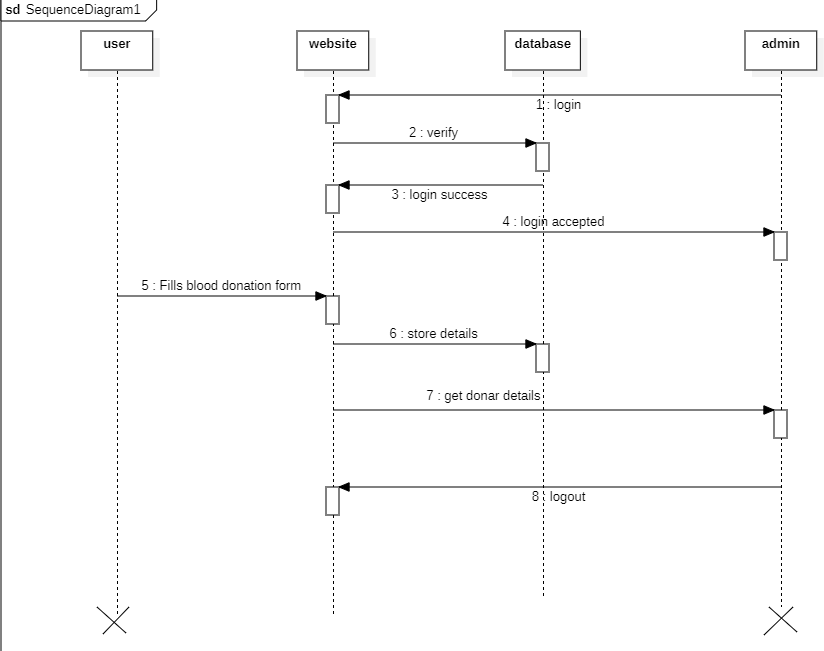 sd SequenceDiagram1
user website database admin
1 : login
2 : verify
3 : login success
4 : login accepted
5 : Fills blood donation form
6 : store details
7 : get donar details
8 : logout